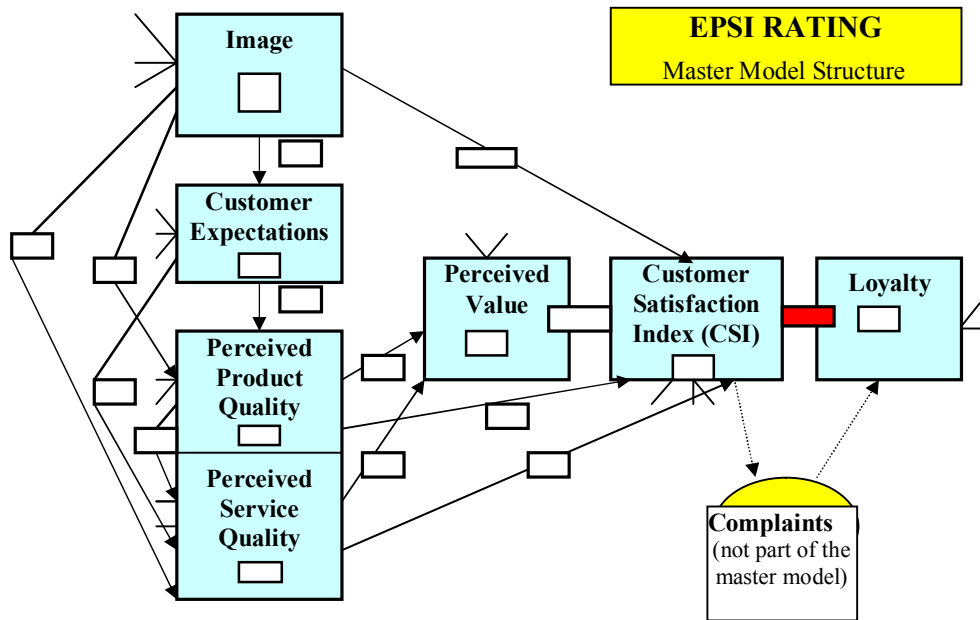 EPSI RATING
Master Model Structure
Image
Customer
Expectations
Perceived
Product
Quality
Perceived
Service
Quality
Perceived
Value
Customer
Satisfaction
Index (CSI)
Loyalty
Complaints
(not part of the
master model)